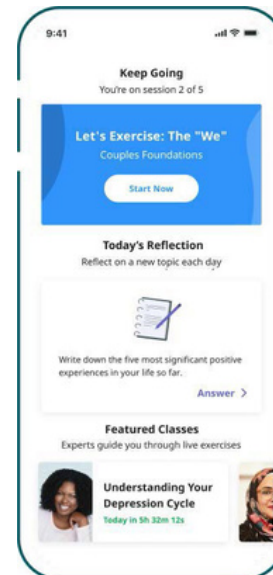 9:41
Keep Going
You're on session 2 of 5
Let's Exercise: The "We"
Couples Foundations
Start Now
Today's Reflection
Reflect on a new topic each day
Write down the five most significant positive
experiences in your life so far.
Answer >
Featured Classes
Experts guide you through live exercises
Understanding Your
Depression Cycle
Today in 5h 32m 12s